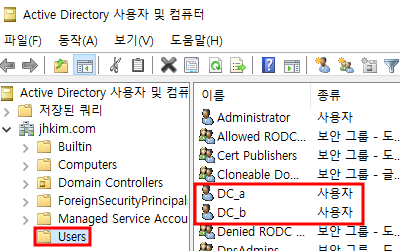 Active Directory 사용자 및 컴퓨터
파일(F) 동작(A) 보기(V) 도움말(H)
Active Directory 사용자 및 컴퓨
저장된 쿼리
jhkim.com
Builtin
Computers
Domain Controllers
ForeignSecurityPrincipals
Managed Service Accou
Users
이름 종류
Administrator 사용자
Allowed RODC ... 보안 그룹 - 도...
Cert Publishers 보안 그룹 - 도...
Cloneable Do... 보안 그룹 - 글...
DC_a 사용자
DC_b 사용자
Denied RODC ... 보안 그룹 - 도...
DnsAdmins